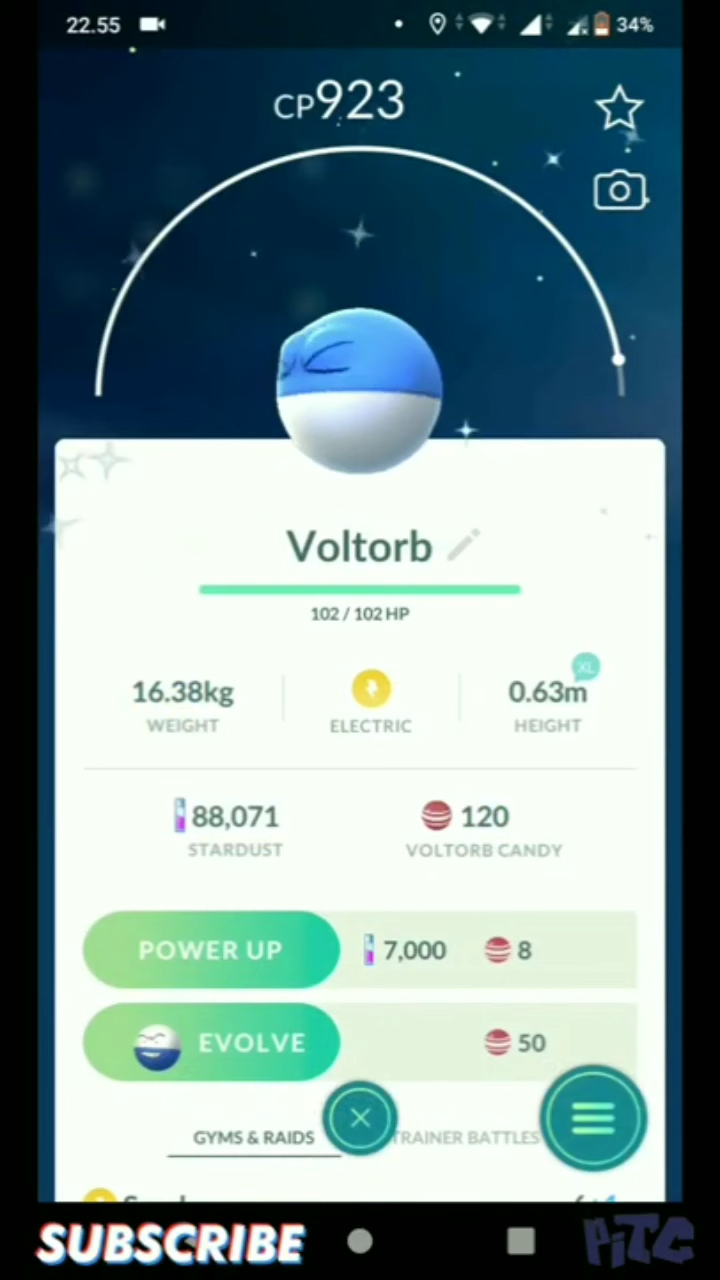 22.55 34%
CP923
Voltorb
102 / 102 HP
16.38kg XL 0.63m
WEIGHT ELECTRIC HEIGHT
88,071 120
STARDUST VOLTORB CANDY
POWER UP 7,000 8
EVOLVE 50
GYMS & RAIDS TRAINER BATTLES
SUBSCRIBE PiTC